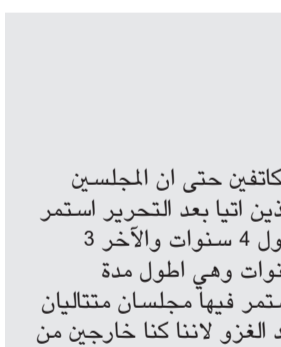 كاتفين حتى ان المجلسين
ذين اتيا بعد التحرير استمر
ول 4 سنوات والآخر 3
نوات وهي اطول مدة
ستمر فيها مجلسان متتاليان
د الغزو لاننا كنا خارجين من